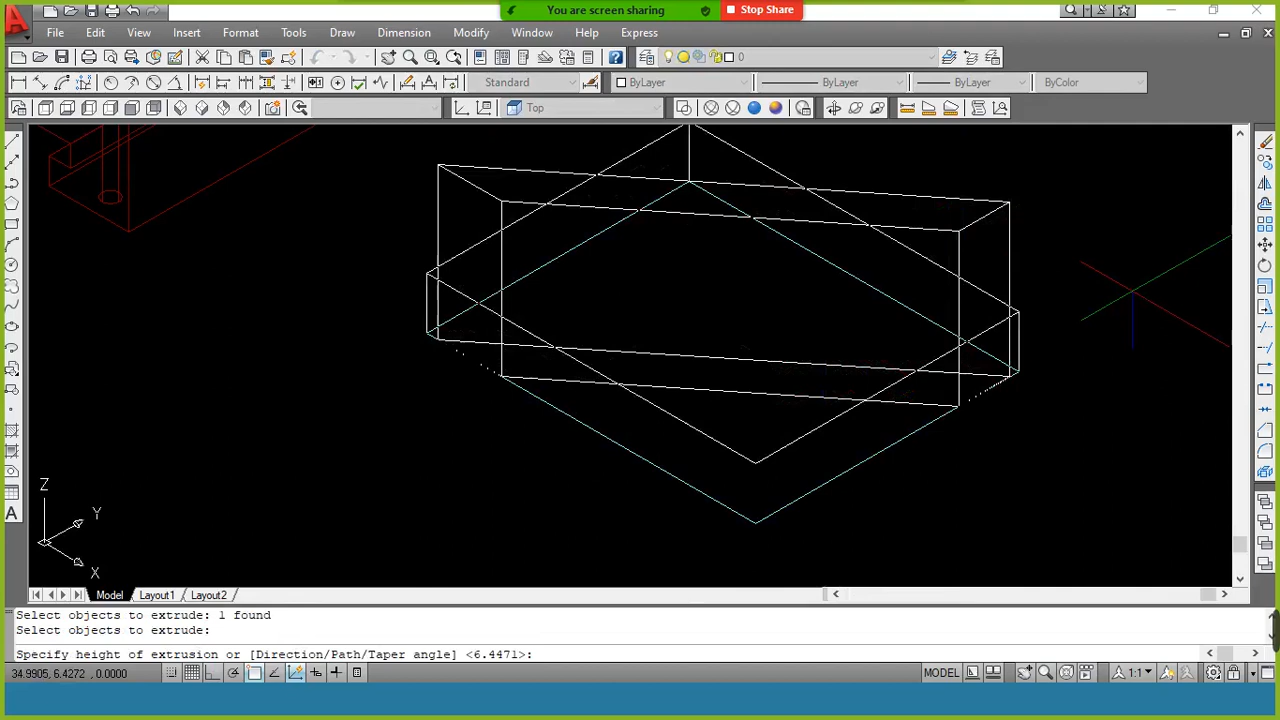 You are screen sharing
Stop Share
File Edit View Insert Format Tools Draw Dimension Modify Window Help Express
0
Standard ByLayer ByLayer ByLayer ByColor
Top
Z
Y
X
Model Layout1 Layout2
Select objects to extrude: 1 found
Select objects to extrude:
Specify height of extrusion or [Direction/Path/Taper angle] <6.4471>:
34.9905, 6.4272 , 0.0000 MODEL 1:1